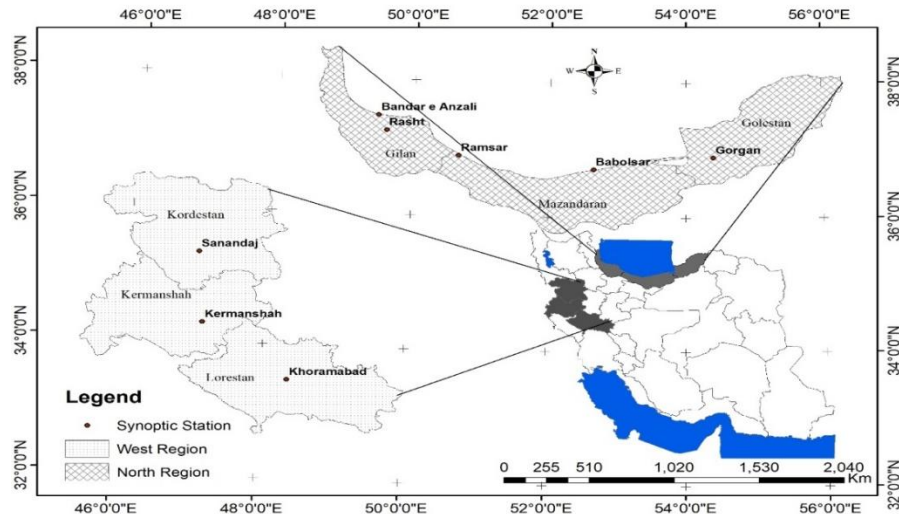 46°0'0"E 48°0'0"E 50°0'0"E 52°0'0"E 54°0'0"E 56°0'0"E
38°0'0"N
36°0'0"N
34°0'0"N
32°0'0"N
N
W E
S
Bandar e Anzali
Rasht
Gilan
Ramsar
Babolsar
Mazandaran
Golestan
Gorgan
Kordestan
Sanandaj
Kermanshah
Kermanshah
Lorestan
Khoramabad
Legend
Synoptic Station
West Region
North Region
0 255 510 1,020 1,530 2,040
Km
38°0'0"N
36°0'0"N
34°0'0"N
32°0'0"N
46°0'0"E 48°0'0"E 50°0'0"E 52°0'0"E 54°0'0"E 56°0'0"E